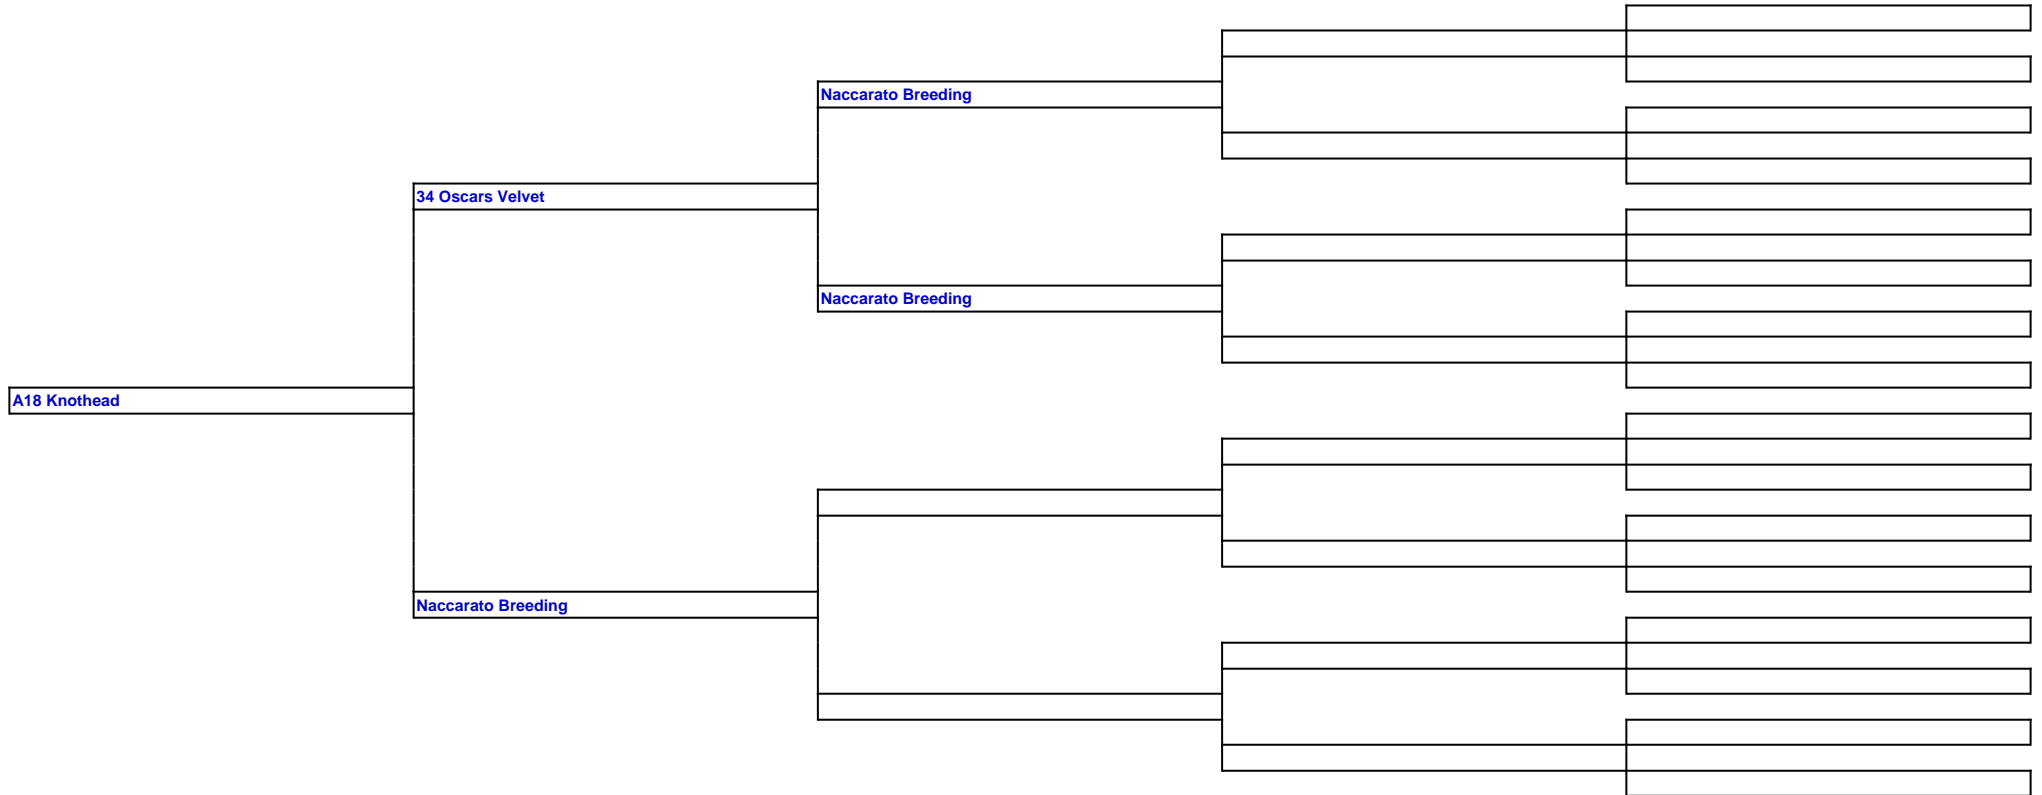 Naccarato Breeding
34 Oscars Velvet
Naccarato Breeding
A18 Knothead
Naccarato Breeding